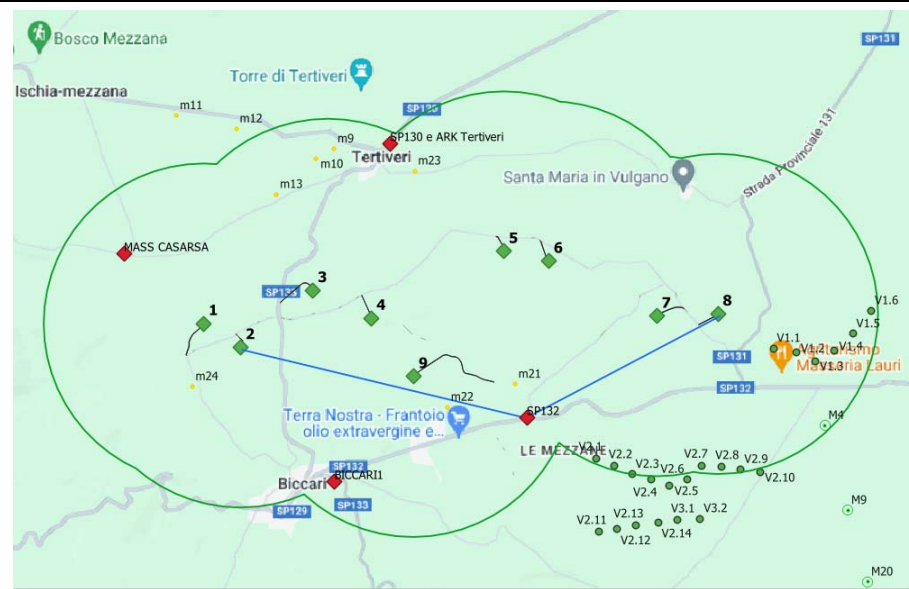 Bosco Mezzana
SP131
Torre di Tertiveri
Ischia-mezzana
m11
m12
SP130
m9
SP130 e ARK Tertiveri
m10
Tertiveri
m23
Santa Maria in Vulgano
m13
Strada Provinciale 131
MASS CASARSA
5
6
3
SP133
1
2
4
7
8
V1.6
V1.5
V1.1
V1.2
V1.4
V1.3
SP131
Masseria Lauri
9
m24
m21
m22
SP132
SP132
Terra Nostra - Frantoio
olio extravergine e...
M4
LE MEZZANE
V2.1
V2.2
V2.3
V2.4
V2.6
V2.5
V2.7
V2.8
V2.9
V2.10
SP132
Biccari
BICCARI1
SP129
SP133
V2.11
V2.12
V2.13
V2.14
V3.1
V3.2
M9
M20